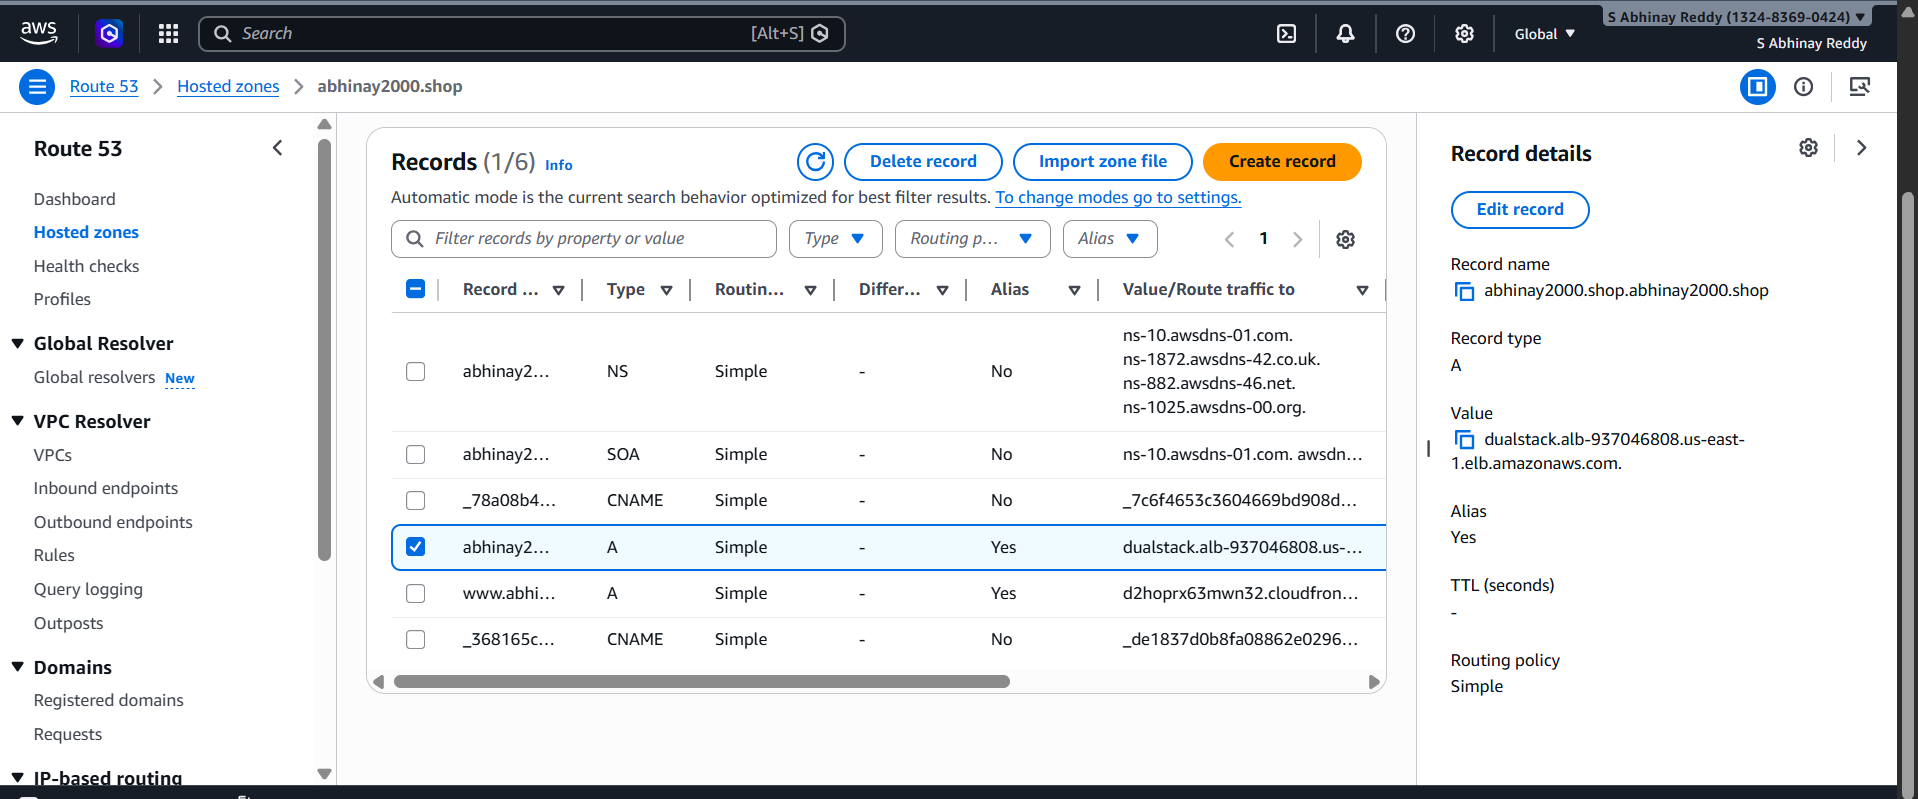 aws
Search
[Alt+S]
Global
S Abhinay Reddy (1324-8369-0424)
S Abhinay Reddy
Route 53
Hosted zones
abhinay2000.shop
Route 53
Dashboard
Hosted zones
Health checks
Profiles
Global Resolver
Global resolvers New
VPC Resolver
VPCs
Inbound endpoints
Outbound endpoints
Rules
Query logging
Outposts
Domains
Registered domains
Requests
IP-based routing
Records (1/6) Info
Delete record
Import zone file
Create record
Automatic mode is the current search behavior optimized for best filter results. To change modes go to settings.
Filter records by property or value
Type
Routing p...
Alias
1
Record ... Type Routin... Differ... Alias Value/Route traffic to
abhinay2... NS Simple - No ns-10.awsdns-01.com.
ns-1872.awsdns-42.co.uk.
ns-882.awsdns-46.net.
ns-1025.awsdns-00.org.
abhinay2... SOA Simple - No ns-10.awsdns-01.com. awsdn...
_78a08b4... CNAME Simple - No _7c6f4653c3604669bd908d...
abhinay2... A Simple - Yes dualstack.alb-937046808.us-...
www.abhi... A Simple - Yes d2hoprx63mwn32.cloudfron...
_368165c... CNAME Simple - No _de1837d0b8fa08862e0296...
Record details
Edit record
Record name
abhinay2000.shop.abhinay2000.shop
Record type
A
Value
dualstack.alb-937046808.us-east-
1.elb.amazonaws.com.
Alias
Yes
TTL (seconds)
-
Routing policy
Simple